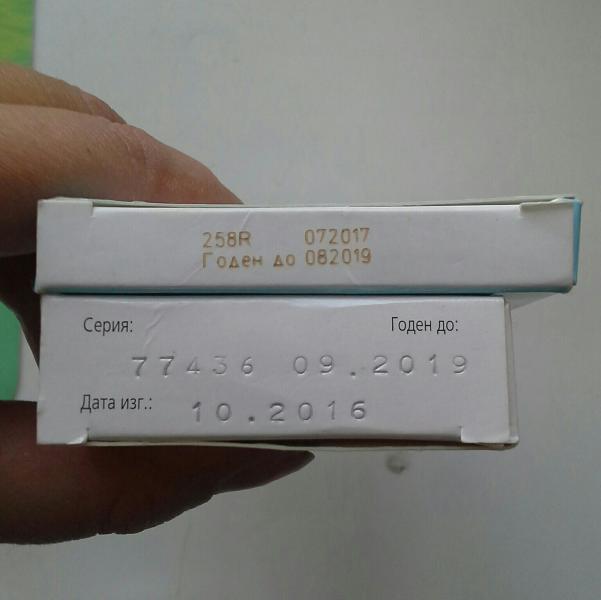 258R 072017
Годен до 082019
Серия: Годен до:
77436 09.2019
Дата изг.: 10.2016